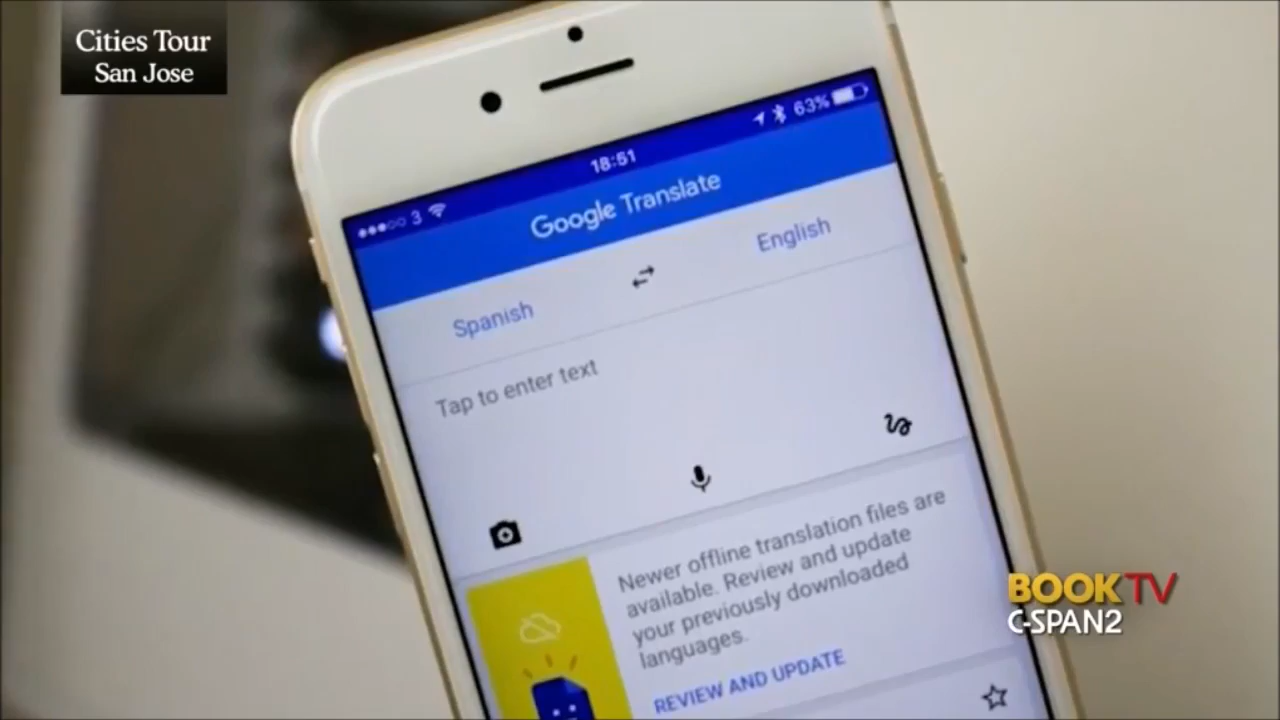 Cities Tour
San Jose
3
18:51
63%
Google Translate
Spanish
English
Tap to enter text
Newer offline translation files are
available. Review and update
your previously downloaded
languages.
REVIEW AND UPDATE
BOOK TV
C-SPAN2